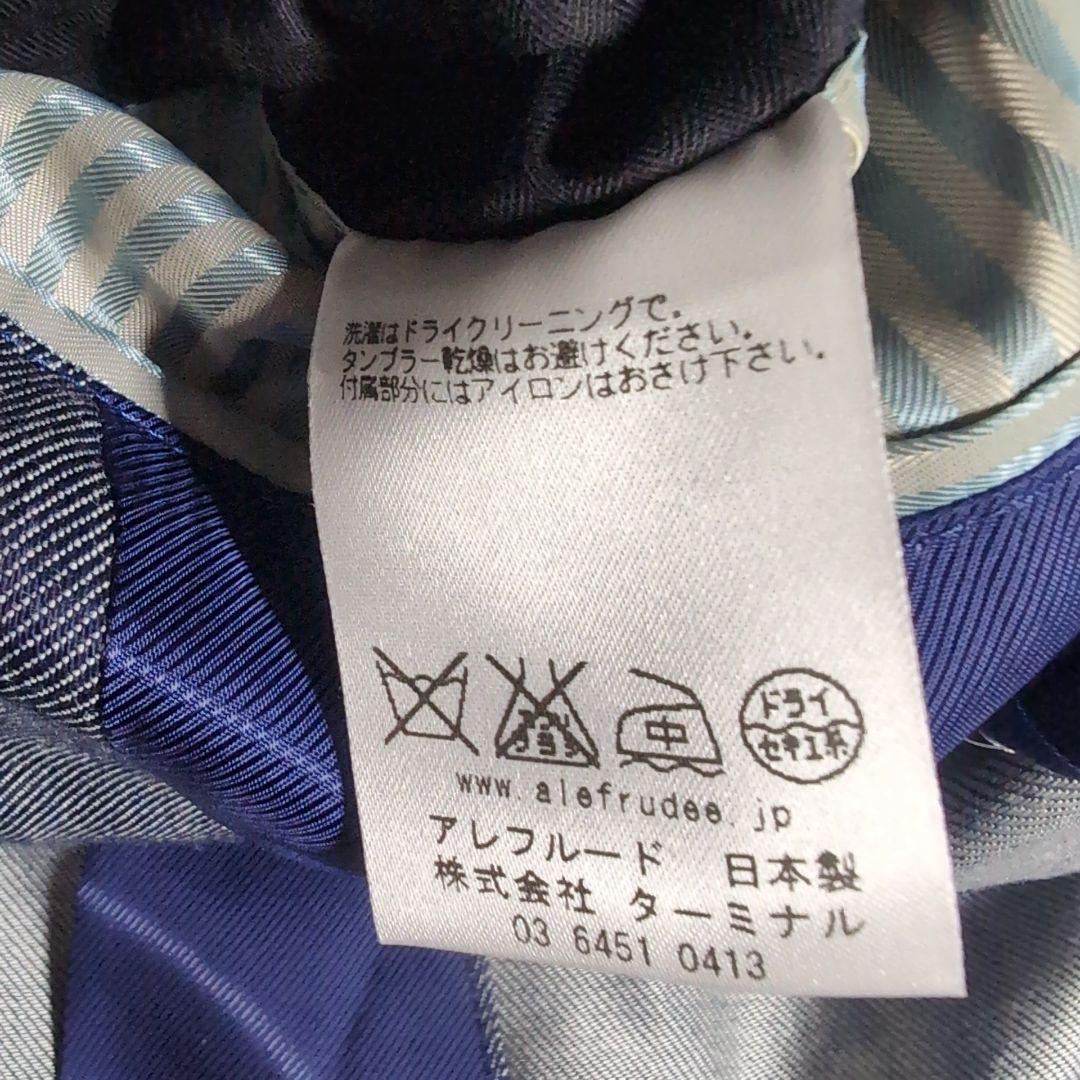 洗濯はドライクリーニングで。
タンブラー乾燥はお避けください。
付属部分にはアイロンはおさけ下さい。
中
ドライ
セキユ系
www.alefrudee.jp
アレフルード 日本製
株式会社 ターミナル
03 6451 0413